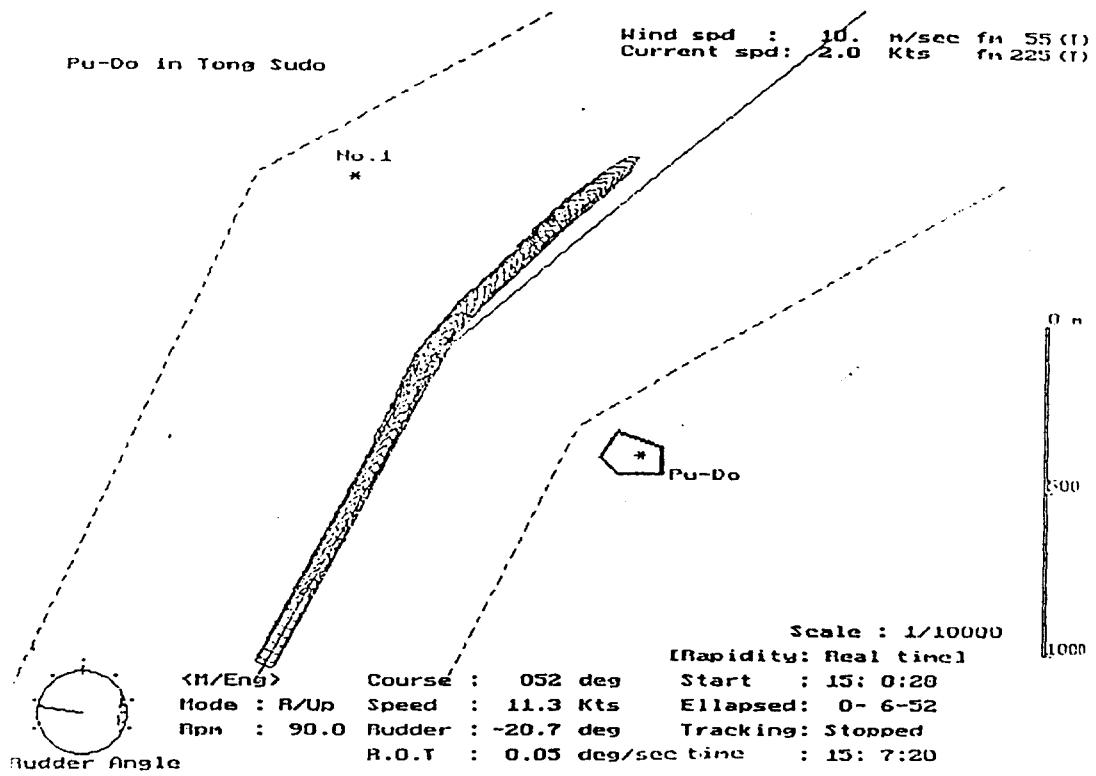 Wind spd : 10. m/sec fm 55 (T)
Current spd: 2.0 Kts fm 225 (T)
Pu-Do in Tong Sudo
No.1
0 m
Pu-Do
500
Scale : 1/10000
1000
[Rapidity: Real time]
<M/Eng> Course : 052 deg Start : 15: 0:20
Mode : R/Up Speed : 11.3 Kts Ellapsed: 0- 6-52
Rpm : 90.0 Rudder : -20.7 deg Tracking: Stopped
R.O.T : 0.05 deg/sec time : 15: 7:20
Rudder Angle